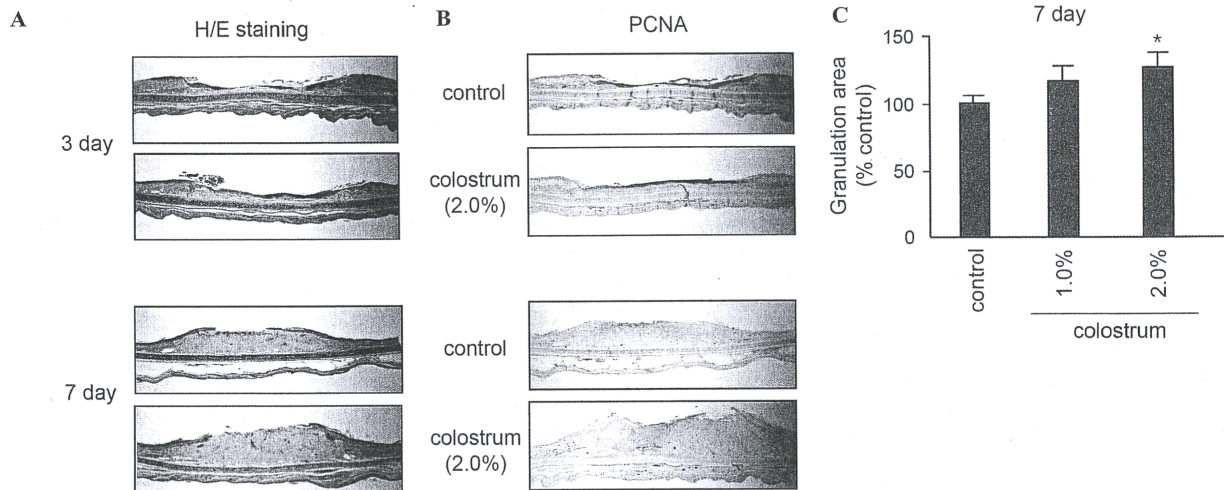 A
H/E staining
3 day
7 day
B
PCNA
control
colostrum
(2.0%)
control
colostrum
(2.0%)
C
7 day
Granulation area
(% control)
150
100
50
0
*
control
1.0%
2.0%
colostrum